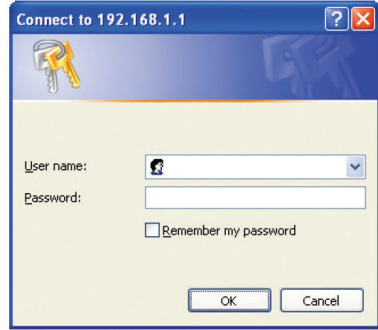 Connect to 192.168.1.1
User name:
Password:
Remember my password
OK
Cancel